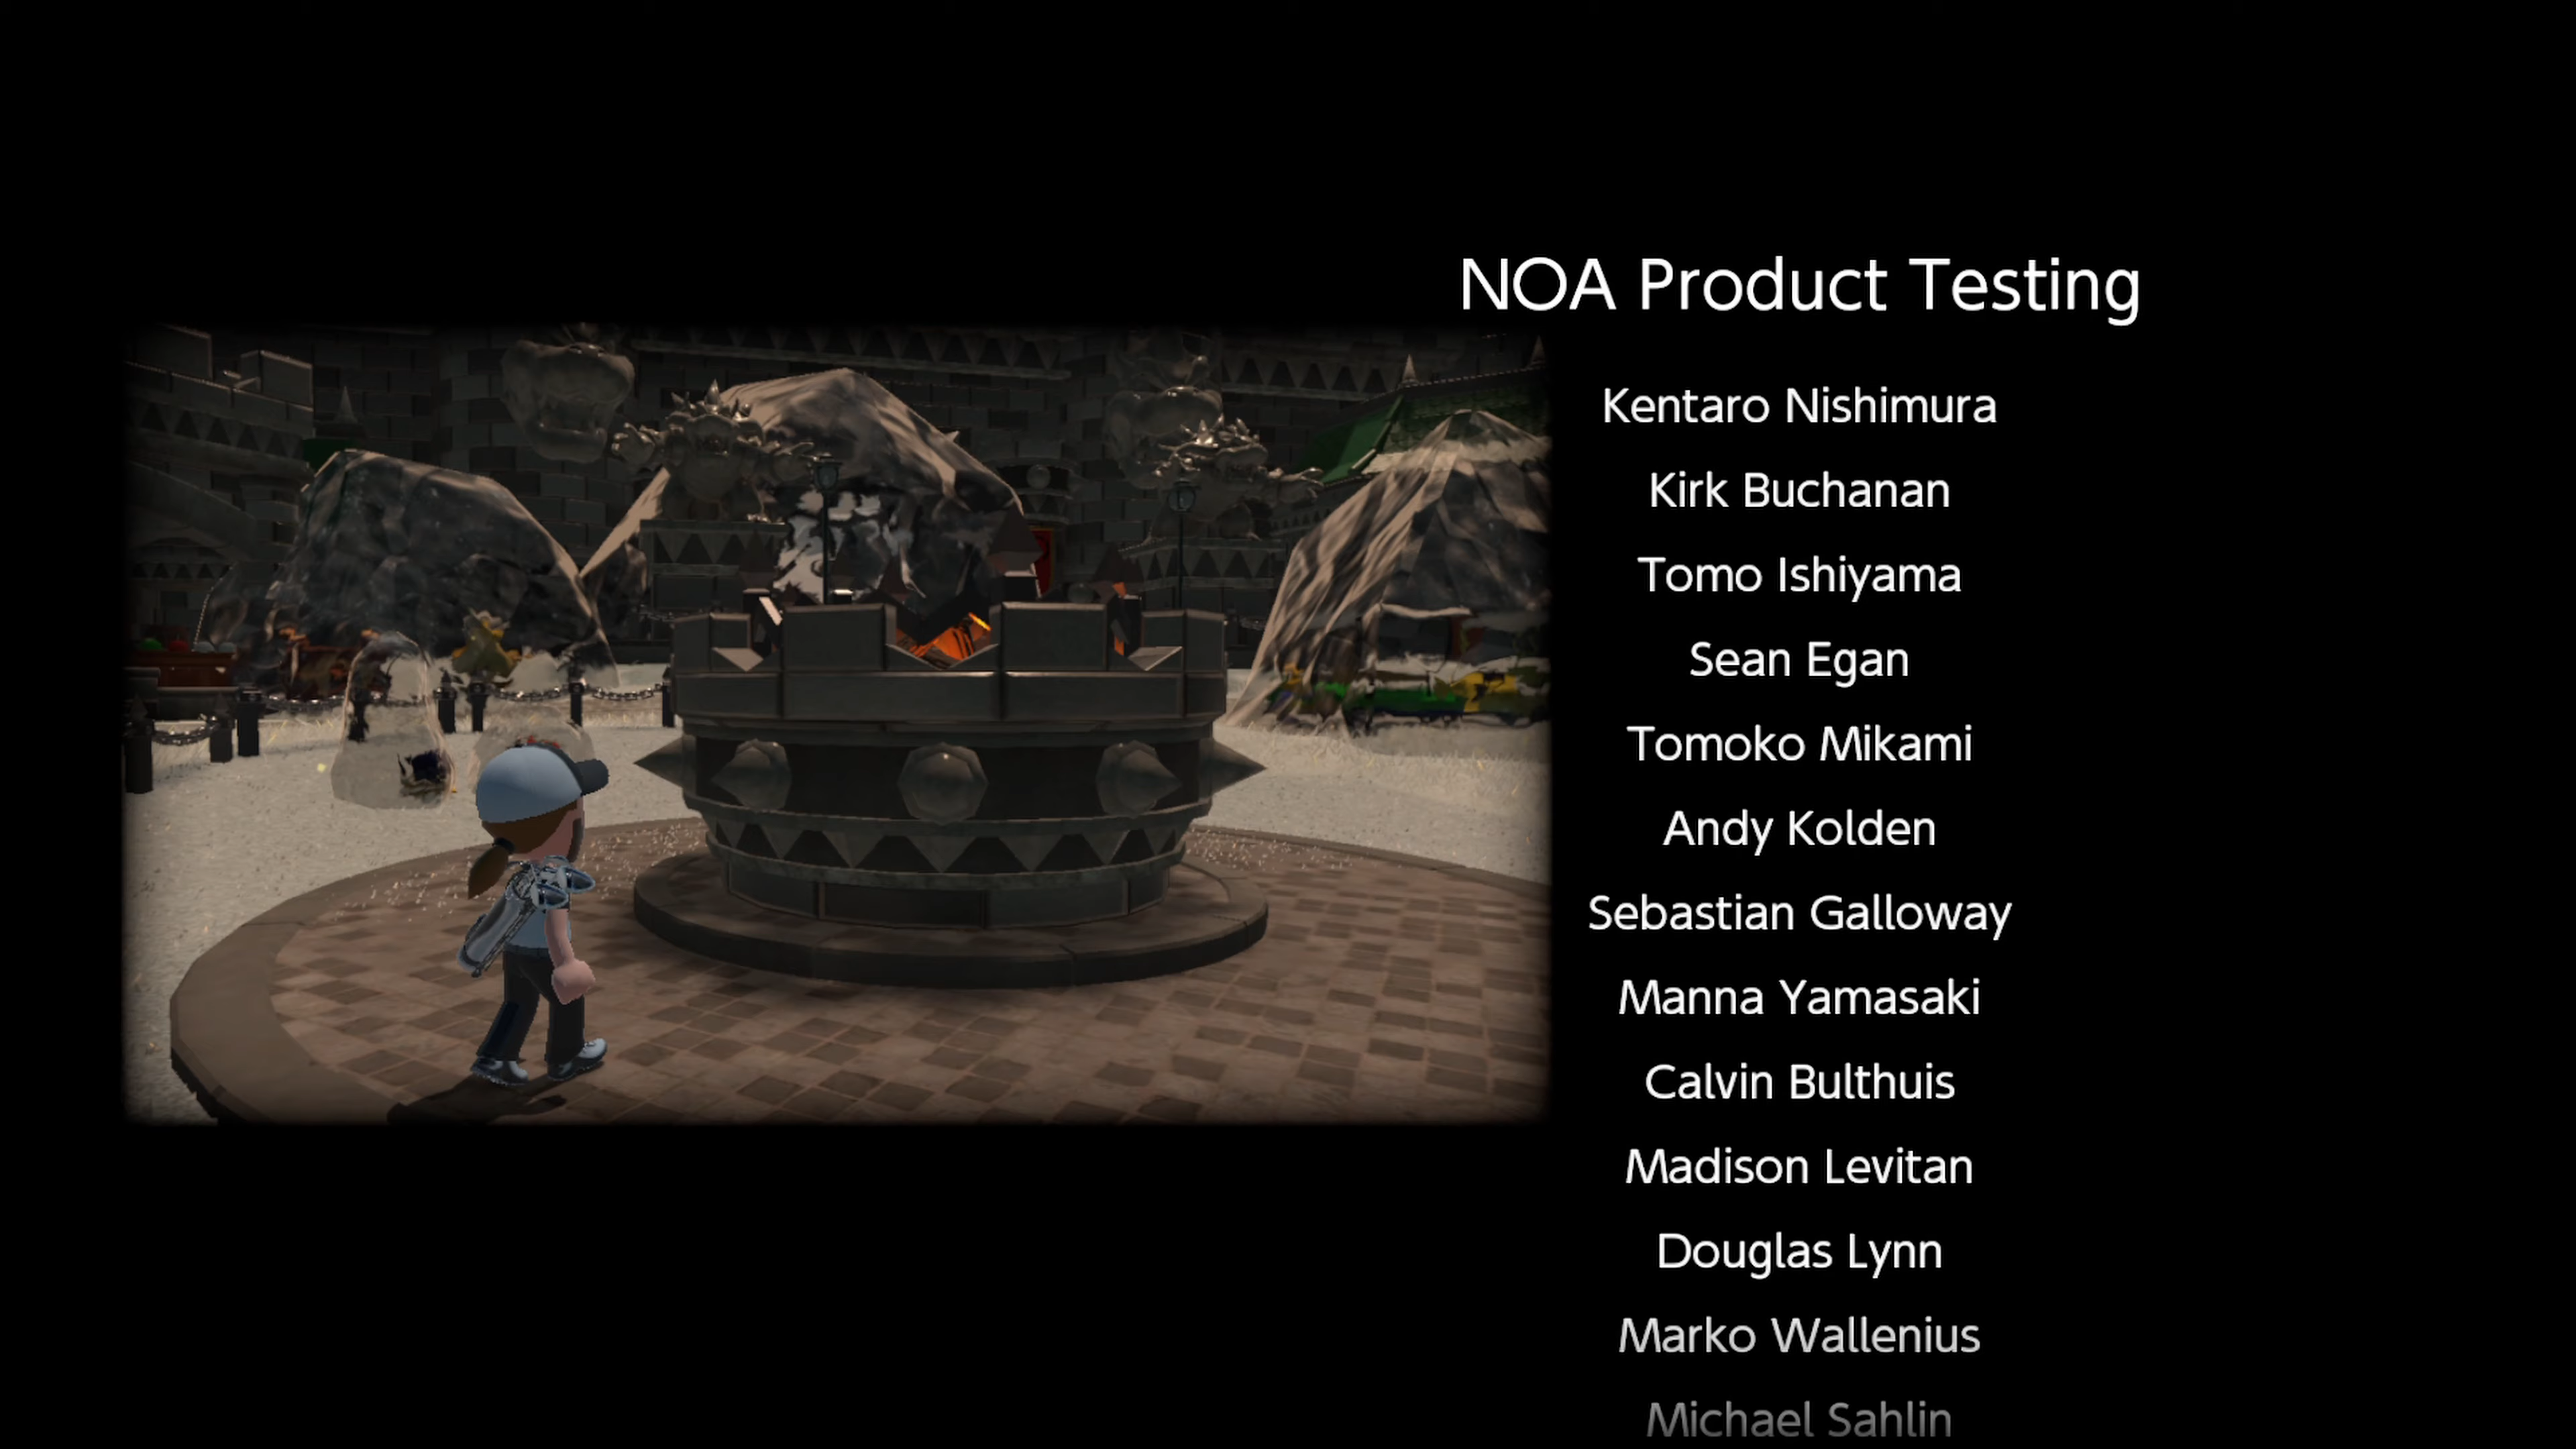 NOA Product Testing
Kentaro Nishimura
Kirk Buchanan
Tomo Ishiyama
Sean Egan
Tomoko Mikami
Andy Kolden
Sebastian Galloway
Manna Yamasaki
Calvin Bulthuis
Madison Levitan
Douglas Lynn
Marko Wallenius
Michael Sahlin